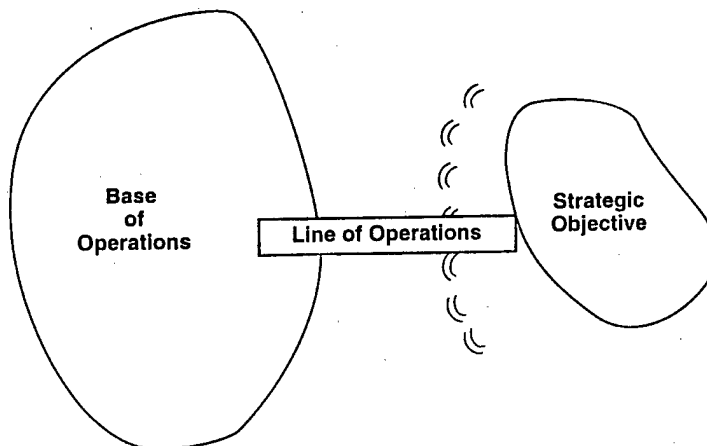 Base
of
Operations
Line of Operations
Strategic
Objective